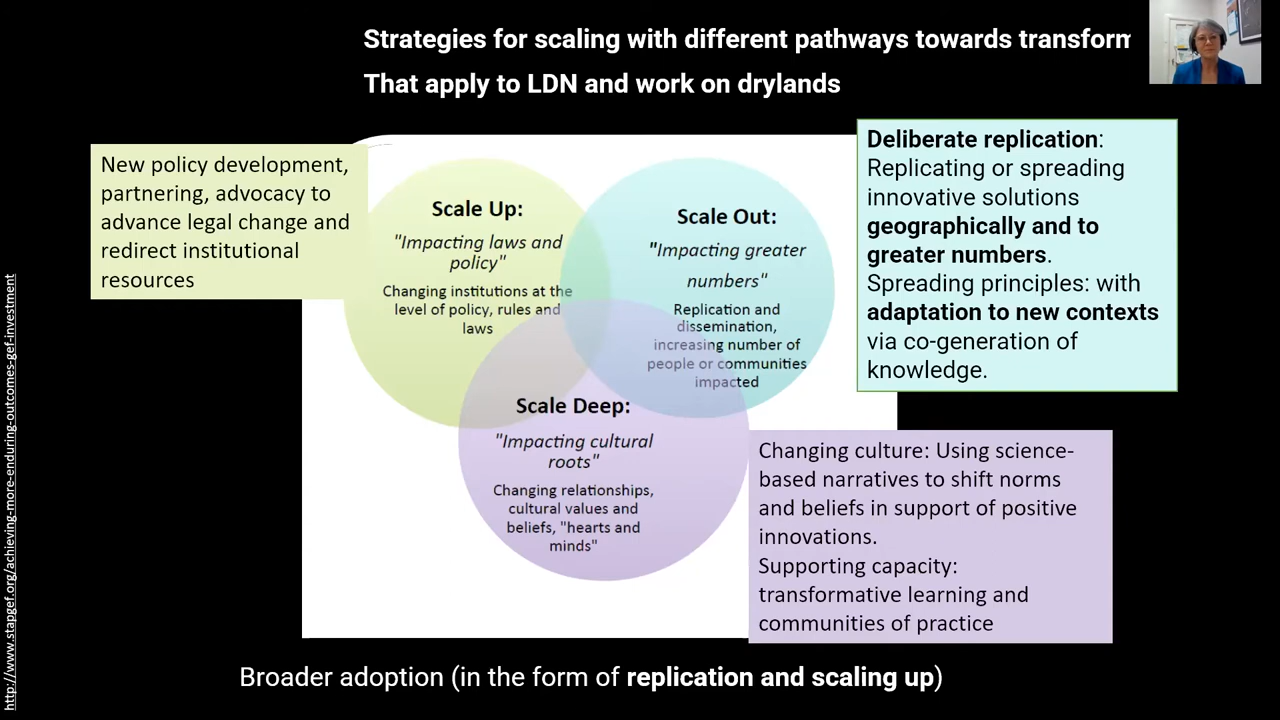 Strategies for scaling with different pathways towards transform
That apply to LDN and work on drylands
New policy development,
partnering, advocacy to
advance legal change and
redirect institutional
resources
Scale Up:
"Impacting laws and
policy"
Changing institutions at the
level of policy, rules and
laws
Scale Out:
"Impacting greater
numbers"
Replication and
dissemination,
increasing number of
people or communities
impacted
Deliberate replication:
Replicating or spreading
innovative solutions
geographically and to
greater numbers.
Spreading principles: with
adaptation to new contexts
via co-generation of
knowledge.
Scale Deep:
"Impacting cultural
roots"
Changing relationships,
cultural values and
beliefs, "hearts and
minds"
Changing culture: Using science-
based narratives to shift norms
and beliefs in support of positive
innovations.
Supporting capacity:
transformative learning and
communities of practice
Broader adoption (in the form of replication and scaling up)
http://www.stapgef.org/achieving-more-enduring-outcomes-gef-investment